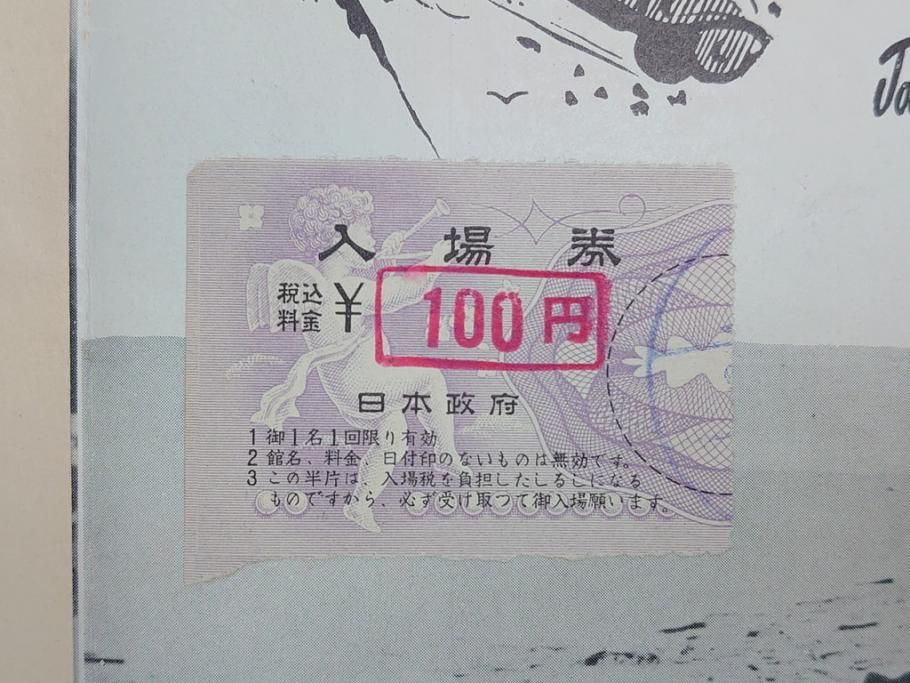 Ja
入場券
税込料金 ¥ 100円
日本政府
1 御1名1回限り有効
2 館名、料金、日付印のないものは無効です。
3 この半片は、入場税を負担したしるしになる
ものですから、必ず受け取つて御入場願います。